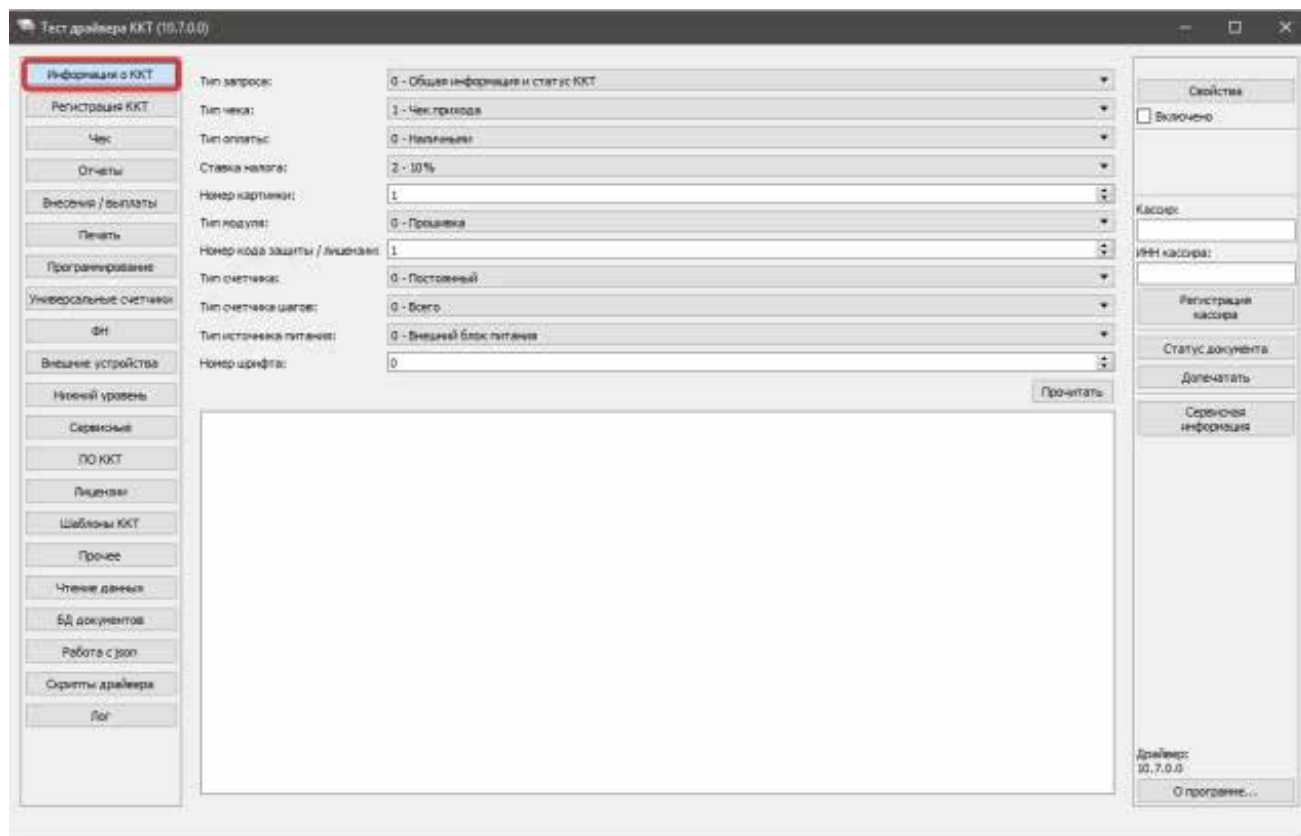 Тест драйвера ККТ (10.7.0.0)
Информация о ККТ
Регистрация ККТ
Чек
Отчеты
Внесения / выплаты
Печать
Программирование
Универсальные счетчики
ФН
Внешние устройства
Нижний уровень
Сервисные
ПО ККТ
Лицензии
Шаблоны ККТ
Прочее
Чтение данных
БД документов
Работа с json
Скрипты драйвера
Лог
Тип запроса: 0 - Общая информация и статус ККТ
Тип чека: 1 - Чек прихода
Тип оплаты: 0 - Наличными
Ставка налога: 2 - 10%
Номер картинки: 1
Тип модуля: 0 - Прошивка
Номер кода защиты / лицензии: 1
Тип счетчика: 0 - Постоянный
Тип счетчика шагов: 0 - Всего
Тип источника питания: 0 - Внешний блок питания
Номер шрифта: 0
Прочитать
Свойства
Включено
Кассир:
ИНН кассира:
Регистрация
кассира
Статус документа
Допечатать
Сервисная
информация
Драйвер:
10.7.0.0
О программе...